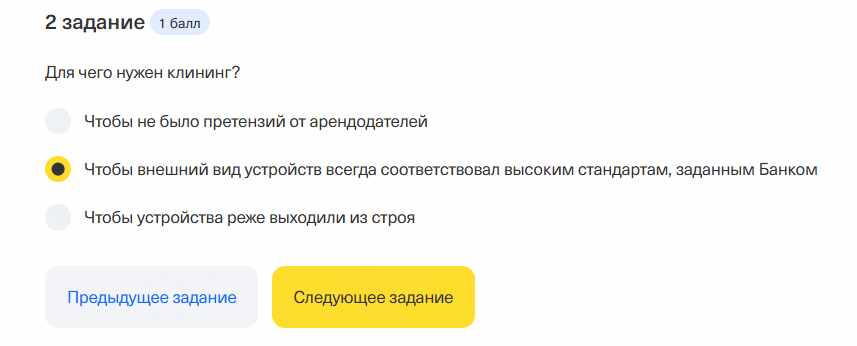 2 задание 1 балл
Для чего нужен клининг?
Чтобы не было претензий от арендодателей
Чтобы внешний вид устройств всегда соответствовал высоким стандартам, заданным Банком
Чтобы устройства реже выходили из строя
Предыдущее задание Следующее задание